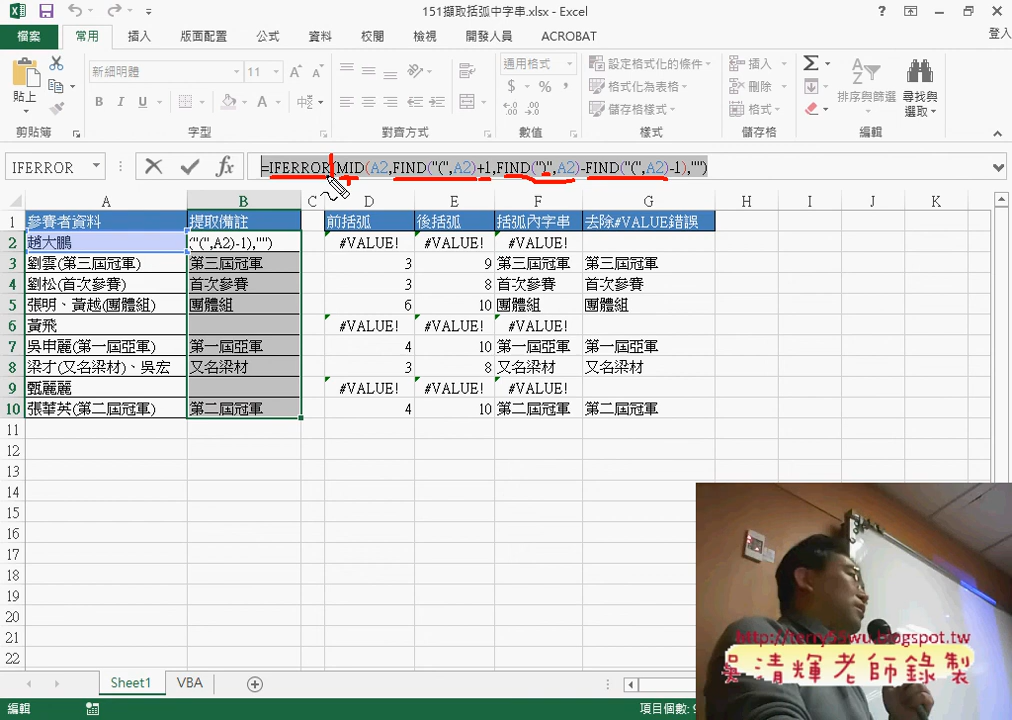 151擷取括弧中字串.xlsx - Excel
?
檔案 常用 插入 版面配置 公式 資料 校閱 檢視 開發人員 ACROBAT 登入
貼上 新細明體 11 通用格式 設定格式化的條件 插入 排序與篩選 尋找與選取
B I U A 中 $ % 格式化為表格 刪除
儲存格樣式 格式
剪貼簿 字型 對齊方式 數值 樣式 儲存格 編輯
IFERROR fx =IFERROR(MID(A2,FIND("(",A2)+1,FIND(")",A2)-FIND("(",A2)-1),"")
A B C D E F G H I J K
1 參賽者資料 提取備註 前括弧 後括弧 括弧內字串 去除#VALUE錯誤
2 趙大鵬 ("(",A2)-1),"") #VALUE! #VALUE! #VALUE!
3 劉雲(第三屆冠軍) 第三屆冠軍 3 9 第三屆冠軍 第三屆冠軍
4 劉松(首次參賽) 首次參賽 3 8 首次參賽 首次參賽
5 張明、黃越(團體組) 團體組 6 10 團體組 團體組
6 黃飛 #VALUE! #VALUE! #VALUE!
7 吳申麗(第一屆亞軍) 第一屆亞軍 4 10 第一屆亞軍 第一屆亞軍
8 梁才(又名梁材)、吳宏 又名梁材 3 8 又名梁材 又名梁材
9 甄麗麗 #VALUE! #VALUE! #VALUE!
10 張華英(第二屆冠軍) 第二屆冠軍 4 10 第二屆冠軍 第二屆冠軍
11
12
13
14
15
16
17
18
19
20
21
22
http://terry55wu.blogspot.tw
吳清輝老師錄製
Sheet1 VBA
編輯 項目個數: